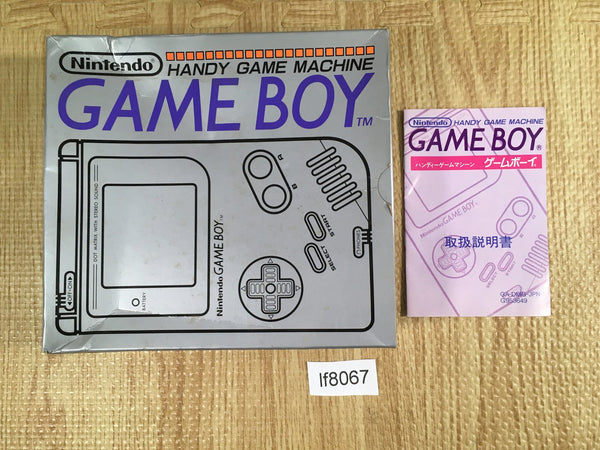 Nintendo
HANDY GAME MACHINE
GAME BOY TM
DOT MATRIX WITH STEREO SOUND
BATTERY
Nintendo GAME BOY TM
A
B
SELECT
START
Nintendo HANDY GAME MACHINE
GAME BOY®
ハンディーゲームマシーン ゲームボーイ
Nintendo GAME BOY
取扱説明書
lf8067